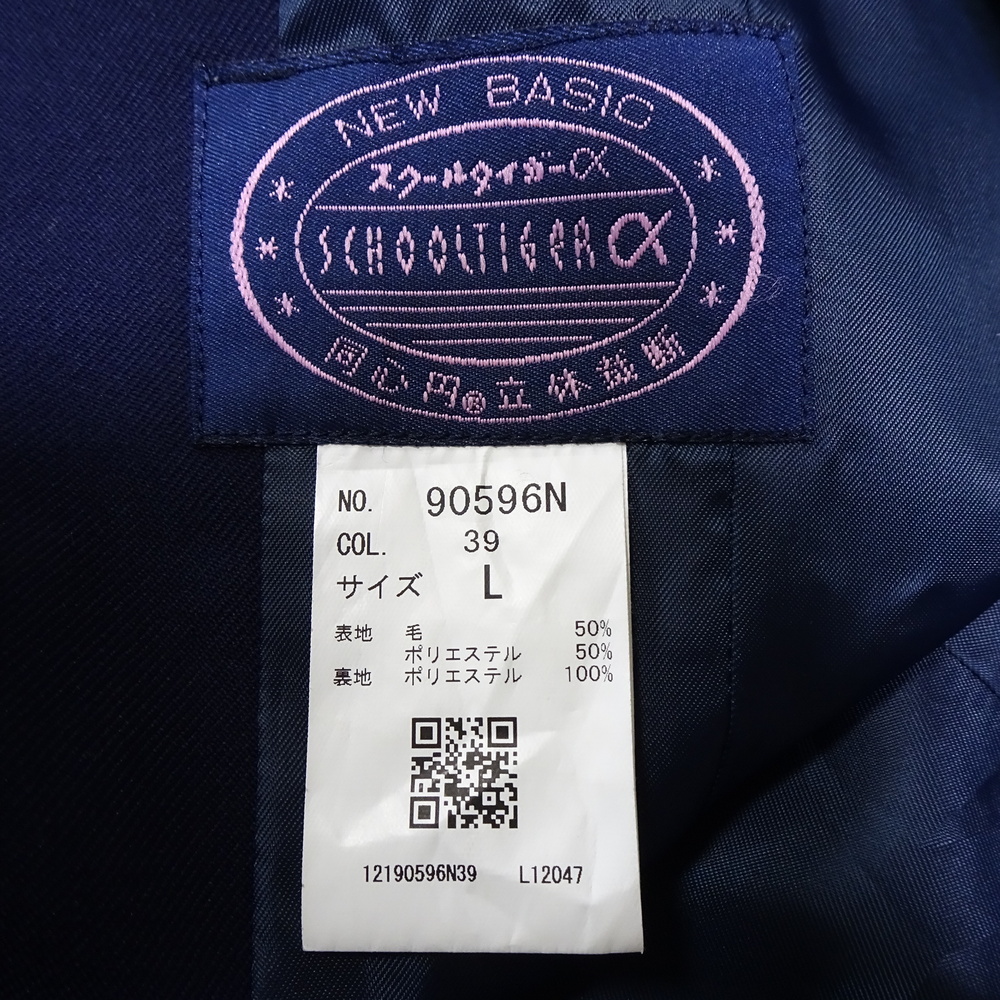 NEW BASIC
スクールタイガーα
SCHOOLTIGER α
同心円®立体裁断
NO. 90596N
COL. 39
サイズ L
表地 毛 50%
ポリエステル 50%
裏地 ポリエステル 100%
12190596N39 L12047